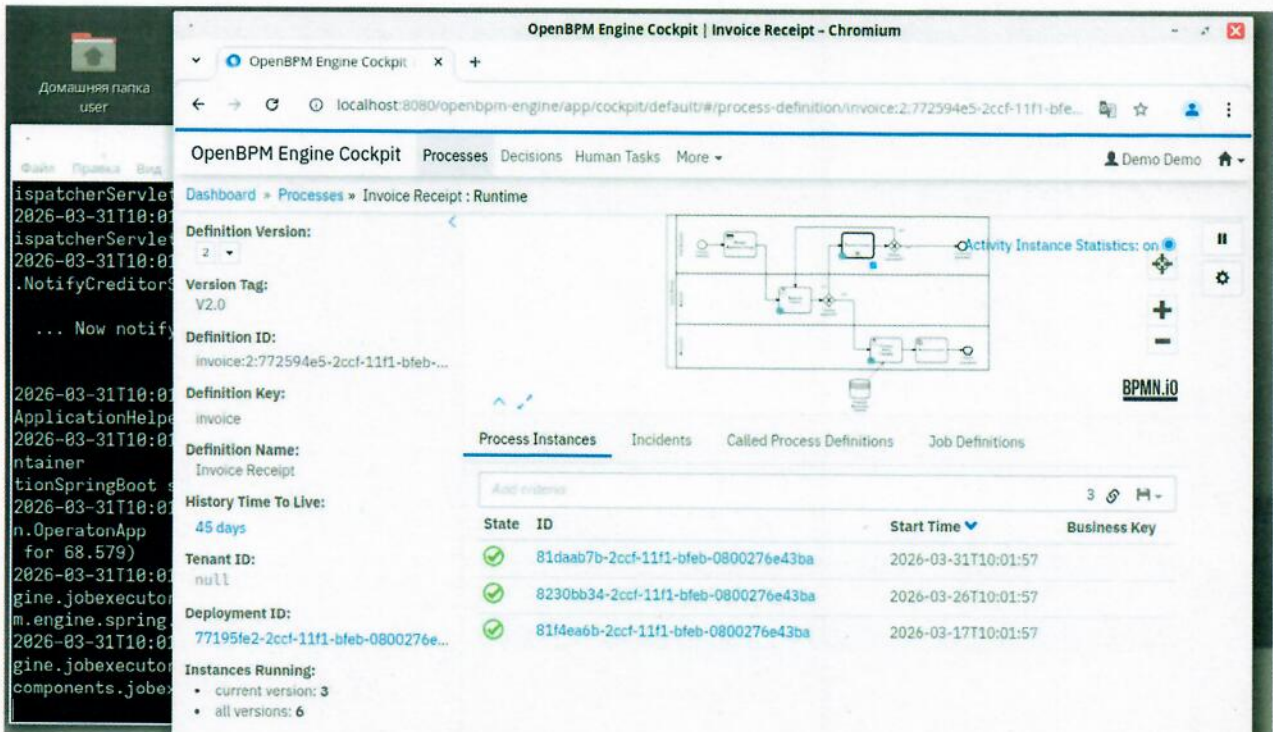 OpenBPM Engine Cockpit | Invoice Receipt – Chromium
OpenBPM Engine Cockpit
Домашняя папка
user
localhost:8080/openbpm-engine/app/cockpit/default/#/process-definition/invoice:2:772594e5-2ccf-11f1-bfe...
OpenBPM Engine Cockpit Processes Decisions Human Tasks More
Demo Demo
Файл Правка Вид
Dashboard » Processes » Invoice Receipt : Runtime
ispatcherServlet
2026-03-31T10:01
ispatcherServlet
2026-03-31T10:01
.NotifyCreditorS
... Now notify
2026-03-31T10:01
ApplicationHelpe
2026-03-31T10:01
ntainer
tionSpringBoot s
2026-03-31T10:01
n.OperatonApp
for 68.579)
2026-03-31T10:01
gine.jobexecutor
m.engine.spring.
2026-03-31T10:01
gine.jobexecutor
components.jobex
Definition Version:
2
Version Tag:
V2.0
Definition ID:
invoice:2:772594e5-2ccf-11f1-bfeb-...
Definition Key:
invoice
Definition Name:
Invoice Receipt
History Time To Live:
45 days
Tenant ID:
null
Deployment ID:
77195fe2-2ccf-11f1-bfeb-0800276e...
Instances Running:
• current version: 3
• all versions: 6
Activity Instance Statistics: on
BPMN.iO
Process Instances Incidents Called Process Definitions Job Definitions
Add criteria
3
State ID Start Time Business Key
81daab7b-2ccf-11f1-bfeb-0800276e43ba 2026-03-31T10:01:57
8230bb34-2ccf-11f1-bfeb-0800276e43ba 2026-03-26T10:01:57
81f4ea6b-2ccf-11f1-bfeb-0800276e43ba 2026-03-17T10:01:57